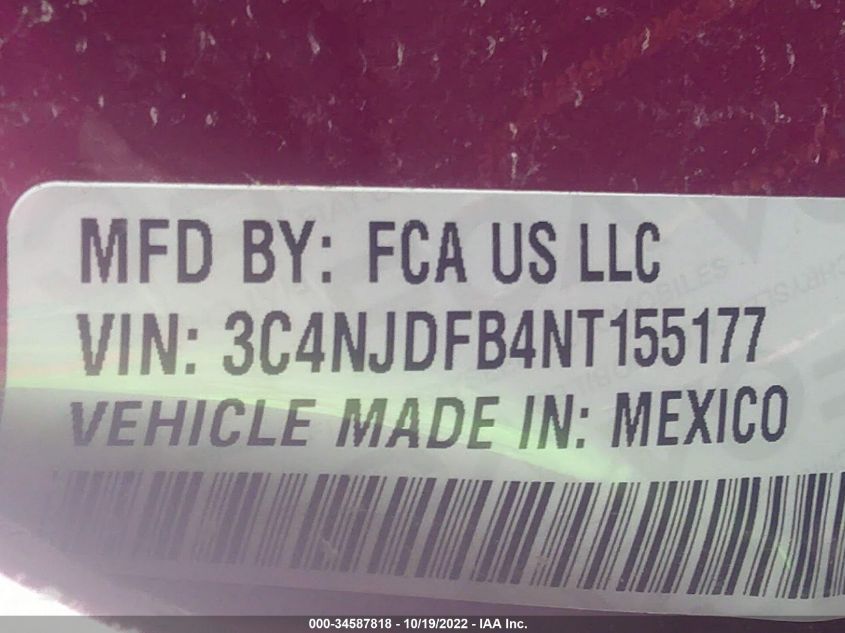 MFD BY: FCA US LLC
VIN: 3C4NJDFB4NT155177
VEHICLE MADE IN: MEXICO
000-34587818 - 10/19/2022 - IAA Inc.